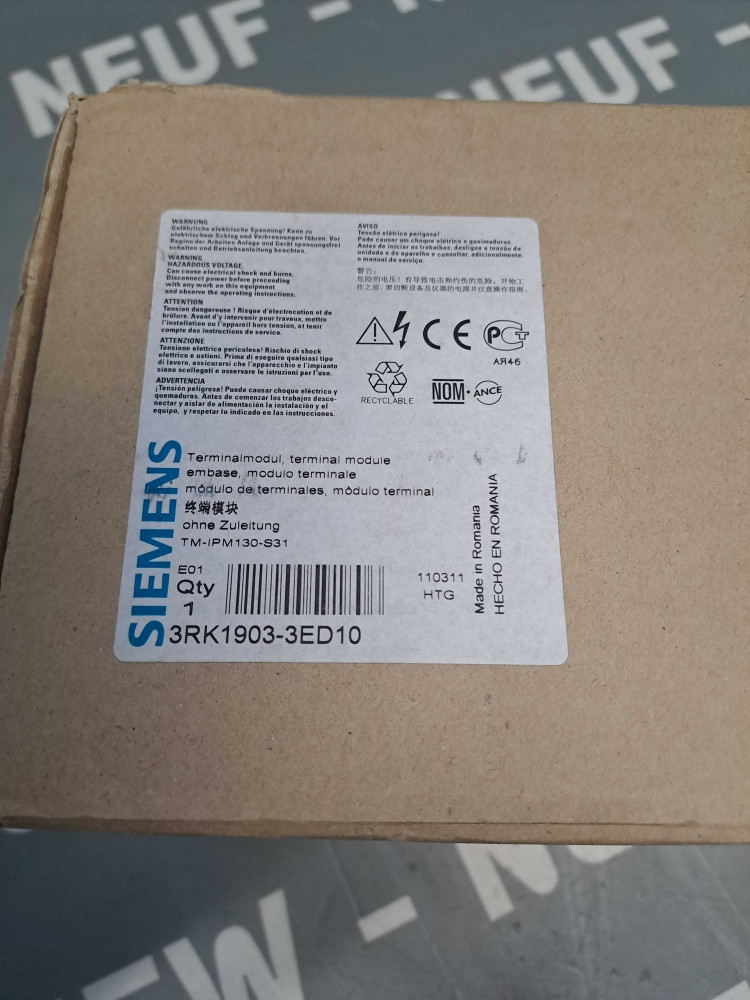 NEUF -
NEUF -
WARNUNG
Gefährliche elektrische Spannung! Kann zu
elektrischem Schlag und Verbrennungen führen. Vor
Beginn der Arbeiten Anlage und Gerät spannungsfrei
schalten und Betriebsanleitung beachten.
WARNING
HAZARDOUS VOLTAGE.
Can cause electrical shock and burns.
Disconnect power before proceeding
with any work on this equipment
and observe the operating instructions.
ATTENTION
Tension dangereuse ! Risque d'électrocution et de
brûlure. Avant d'y intervenir pour travaux, mettre
l'installation ou l'appareil hors tension, et tenir
compte des instructions de service.
ATTENZIONE
Tensione elettrica pericolosa! Rischio di shock
elettrico e ustioni. Prima di eseguire qualsiasi tipo
di lavoro, assicurarsi che l'apparecchio e l'impianto
siano scollegati e osservare le istruzioni per l'uso.
ADVERTENCIA
¡Tensión peligrosa! Puede causar choque eléctrico y
quemaduras. Antes de comenzar los trabajos desco-
nectar y aislar de alimentación la instalación y el
equipo, y respetar lo indicado en las instrucciones.
AVISO
Tensão elétrica perigosa!
Pode causar um choque elétrico o queimaduras.
Antes de iniciar os trabalhos, desligue a tensão da
unidade e do aparelho e consultar, adicionalmente,
o manual de serviço.
警告:
危险的电压! 有导致电击和灼伤的危险。开始工
作之前,要切断设备及仪器的电源并注意操作指南。
CE
АЯ46
RECYCLABLE
NOM-ANCE
SIEMENS
Terminalmodul, terminal module
embase, modulo terminale
módulo de terminales, módulo terminal
终端模块
ohne Zuleitung
TM-IPM130-S31
E01
Qty
1
110311
HTG
Made in Romania
HECHO EN ROMANIA
3RK1903-3ED10
NEW - NEW